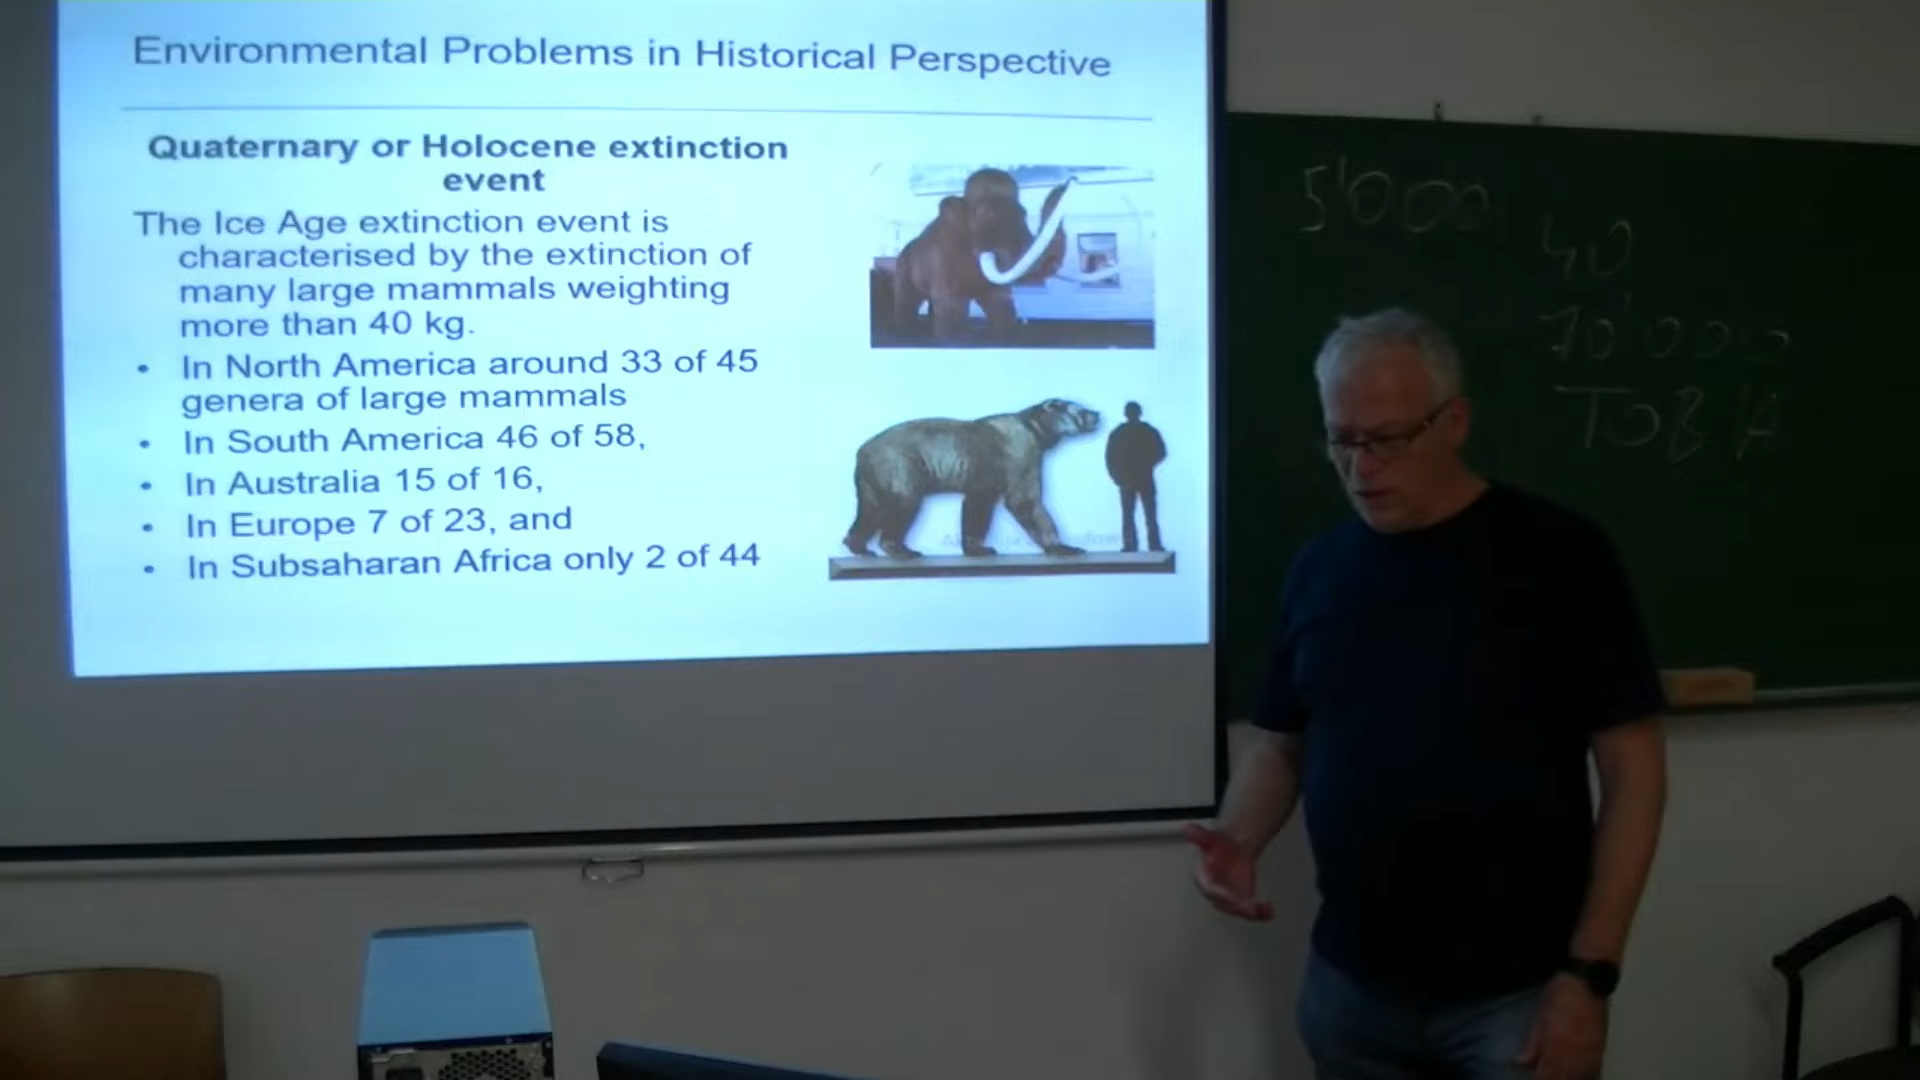 Environmental Problems in Historical Perspective
Quaternary or Holocene extinction
event
The Ice Age extinction event is
characterised by the extinction of
many large mammals weighting
more than 40 kg.
• In North America around 33 of 45
genera of large mammals
• In South America 46 of 58,
• In Australia 15 of 16,
• In Europe 7 of 23, and
• In Subsaharan Africa only 2 of 44
5'000
40
70'000
TOBA